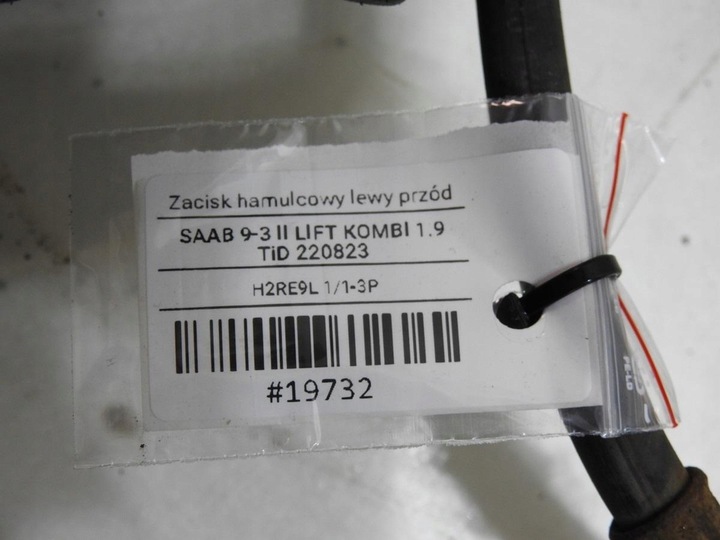 Zacisk hamulcowy lewy przód
SAAB 9-3 II LIFT KOMBI 1.9
TiD 220823
H2RE9L 1/1-3P
#19732